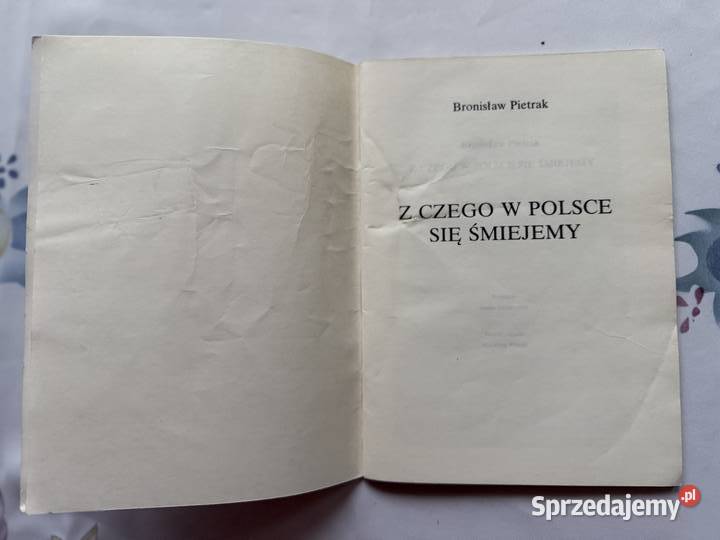 Bronisław Pietrak
Z CZEGO W POLSCE
SIĘ ŚMIEJEMY
Sprzedajemy.pl